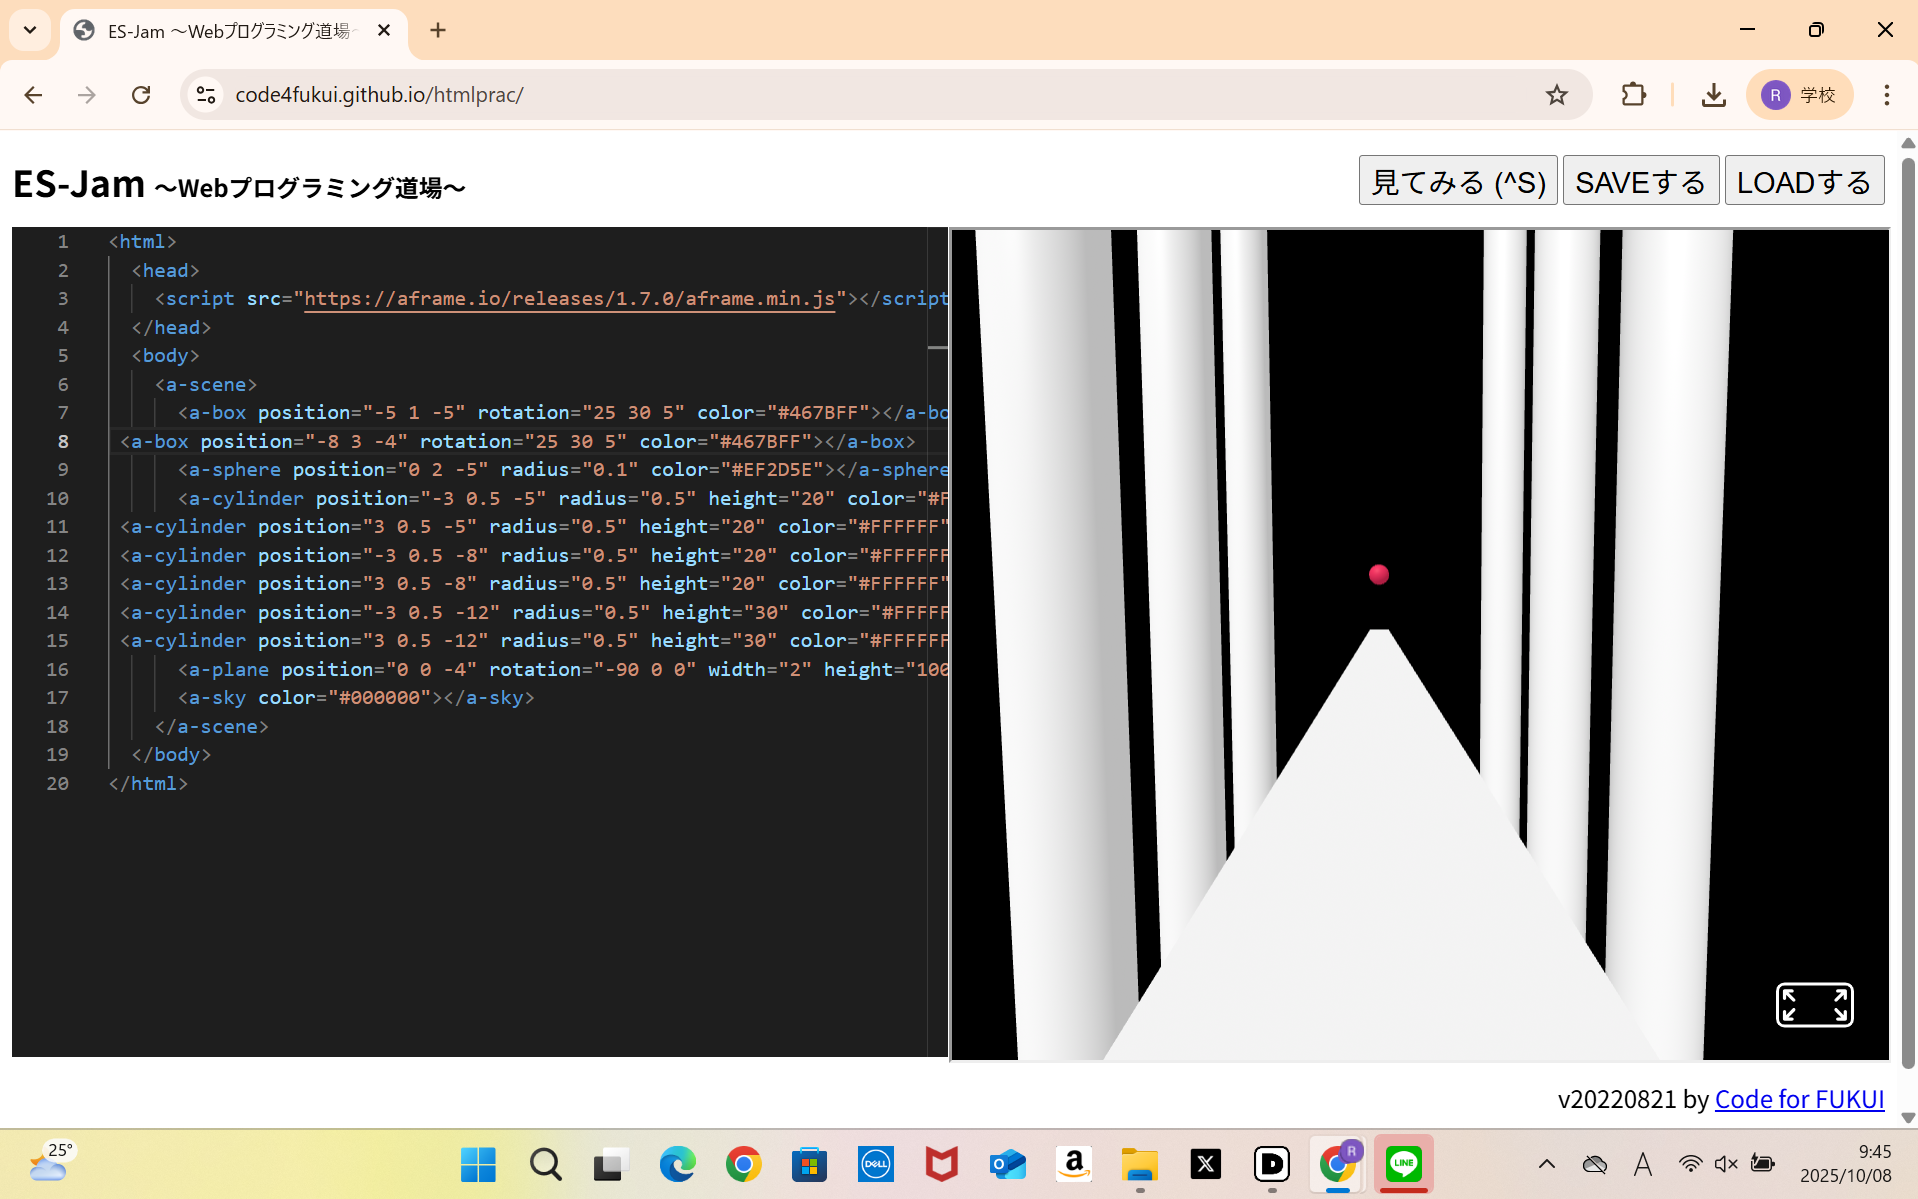 ES-Jam ～Webプログラミング道場
code4fukui.github.io/htmlprac/
R 学校
ES-Jam ～Webプログラミング道場～
見てみる (^S) SAVEする LOADする
1 <html>
2 <head>
3 <script src="https://aframe.io/releases/1.7.0/aframe.min.js"></script
4 </head>
5 <body>
6 <a-scene>
7 <a-box position="-5 1 -5" rotation="25 30 5" color="#467BFF"></a-bo
8 <a-box position="-8 3 -4" rotation="25 30 5" color="#467BFF"></a-box>
9 <a-sphere position="0 2 -5" radius="0.1" color="#EF2D5E"></a-sphere
10 <a-cylinder position="-3 0.5 -5" radius="0.5" height="20" color="#F
11 <a-cylinder position="3 0.5 -5" radius="0.5" height="20" color="#FFFFFF"
12 <a-cylinder position="-3 0.5 -8" radius="0.5" height="20" color="#FFFFFF
13 <a-cylinder position="3 0.5 -8" radius="0.5" height="20" color="#FFFFFF"
14 <a-cylinder position="-3 0.5 -12" radius="0.5" height="30" color="#FFFFF
15 <a-cylinder position="3 0.5 -12" radius="0.5" height="30" color="#FFFFFF
16 <a-plane position="0 0 -4" rotation="-90 0 0" width="2" height="100
17 <a-sky color="#000000"></a-sky>
18 </a-scene>
19 </body>
20 </html>
v20220821 by Code for FUKUI
25°
DELL
a
X
D
R
LINE
A
9:45
2025/10/08